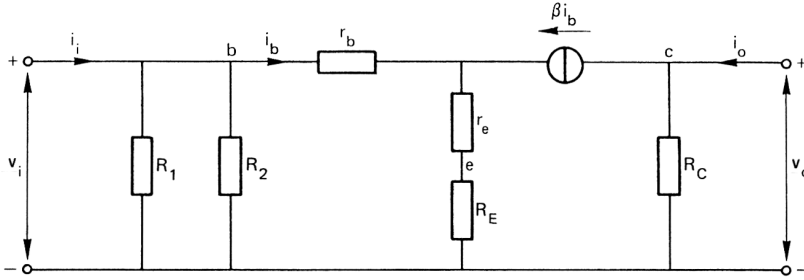 βi_b
i_i
b
i_b
r_b
c
i_o
+
+
r_e
v_i
R_1
R_2
e
R_C
v_o
R_E
−
−